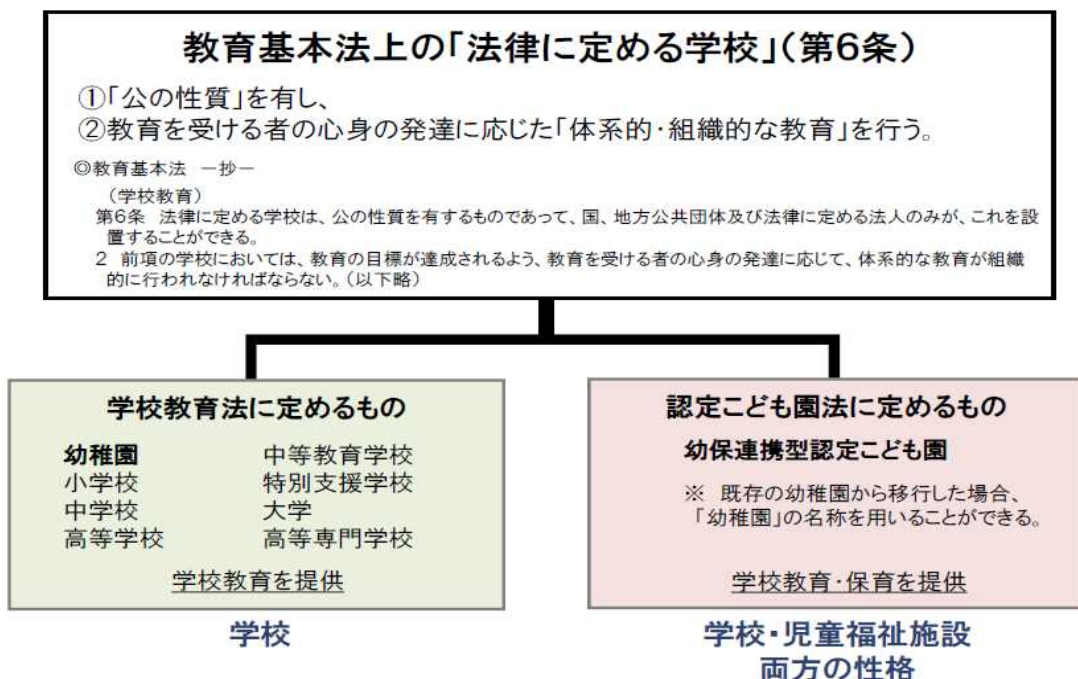 教育基本法上の「法律に定める学校」(第6条)
①「公の性質」を有し、
②教育を受ける者の心身の発達に応じた「体系的・組織的な教育」を行う。
◎教育基本法 －抄－
(学校教育)
第6条 法律に定める学校は、公の性質を有するものであって、国、地方公共団体及び法律に定める法人のみが、これを設
置することができる。
2 前項の学校においては、教育の目標が達成されるよう、教育を受ける者の心身の発達に応じて、体系的な教育が組織
的に行われなければならない。(以下略)
学校教育法に定めるもの
幼稚園 中等教育学校
小学校 特別支援学校
中学校 大学
高等学校 高等専門学校
学校教育を提供
学校
認定こども園法に定めるもの
幼保連携型認定こども園
※ 既存の幼稚園から移行した場合、
「幼稚園」の名称を用いることができる。
学校教育・保育を提供
学校・児童福祉施設
両方の性格